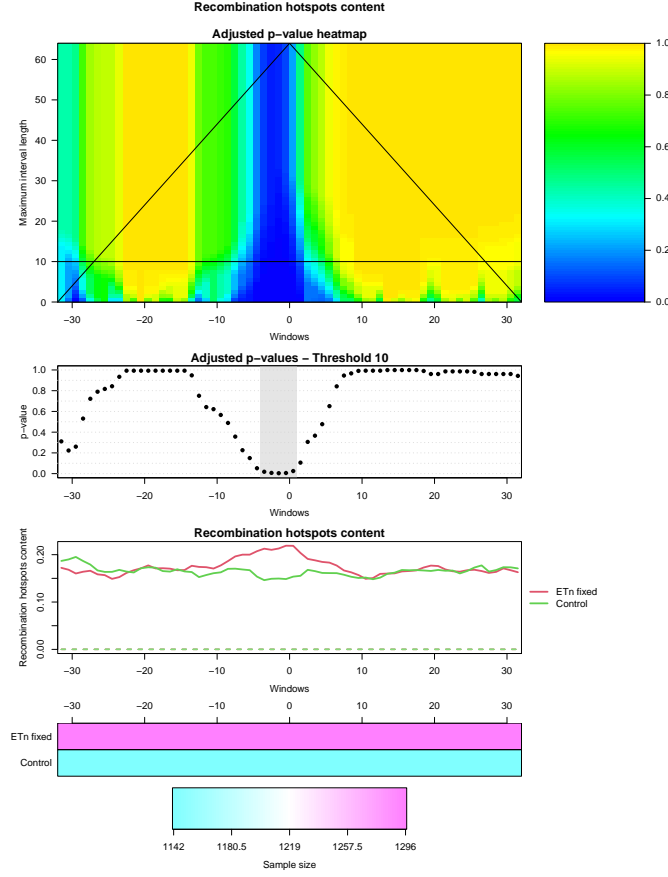 Recombination hotspots content
Adjusted p−value heatmap
Maximum interval length
60
50
40
30
20
10
0
−30 −20 −10 0 10 20 30
Windows
1.0
0.8
0.6
0.4
0.2
0.0
Adjusted p−values − Threshold 10
p−value
1.0
0.8
0.6
0.4
0.2
0.0
−30 −20 −10 0 10 20 30
Windows
Recombination hotspots content
Recombination hotspots content
0.20
0.10
0.00
ETn fixed
Control
−30 −20 −10 0 10 20 30
Windows
−30 −20 −10 0 10 20 30
ETn fixed
Control
1142 1180.5 1219 1257.5 1296
Sample size